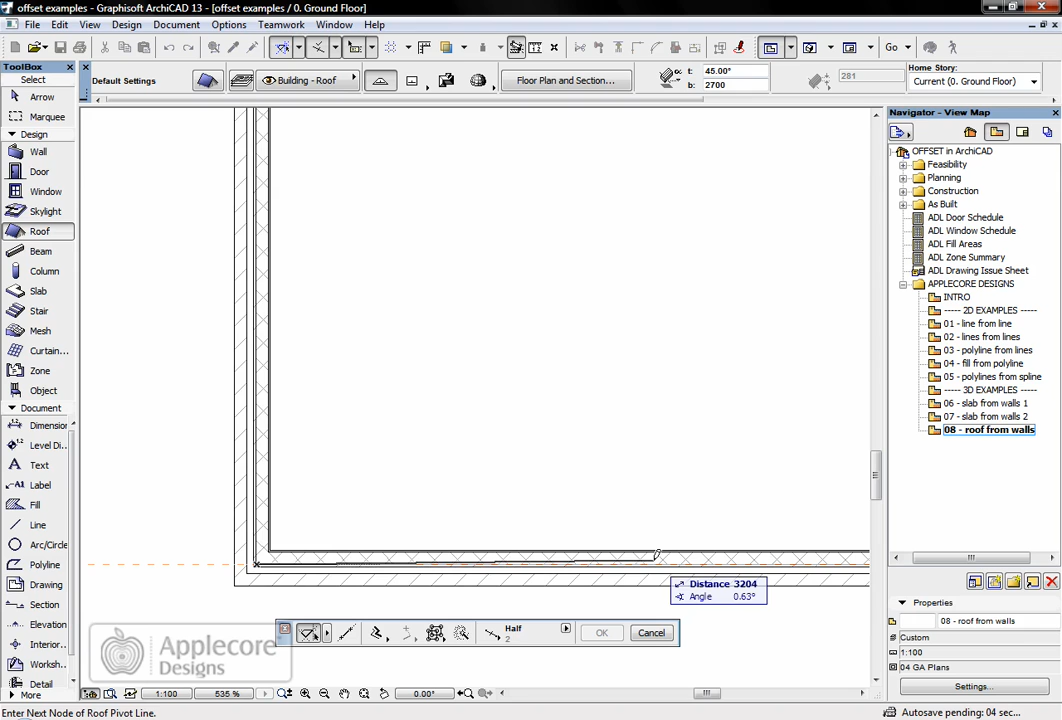 offset examples - Graphisoft ArchiCAD 13 - [offset examples / 0. Ground Floor]
File Edit View Design Document Options Teamwork Window Help
Default Settings
Building - Roof
Floor Plan and Section...
t: 45.00°
b: 2700
281
Home Story:
Current (0. Ground Floor)
ToolBox
Select
Arrow
Marquee
Design
Wall
Door
Window
Skylight
Roof
Beam
Column
Slab
Stair
Mesh
Curtain...
Zone
Object
Document
Dimension
Level Di...
Text
Label
Fill
Line
Arc/Circle
Polyline
Drawing
Section
Elevation
Interior...
Worksh...
Detail
More
Distance 3204
Angle 0.63°
Half
2
OK
Cancel
Applecore
Designs
Navigator - View Map
OFFSET in ArchiCAD
Feasibility
Planning
Construction
As Built
ADL Door Schedule
ADL Window Schedule
ADL Fill Areas
ADL Zone Summary
ADL Drawing Issue Sheet
APPLECORE DESIGNS
INTRO
----- 2D EXAMPLES -----
01 - line from line
02 - lines from lines
03 - polyline from lines
04 - fill from polyline
05 - polylines from spline
----- 3D EXAMPLES -----
06 - slab from walls 1
07 - slab from walls 2
08 - roof from walls
Properties
08 - roof from walls
Custom
1:100
04 GA Plans
Settings...
1:100
535 %
0.00°
Enter Next Node of Roof Pivot Line.
Autosave pending: 04 sec...